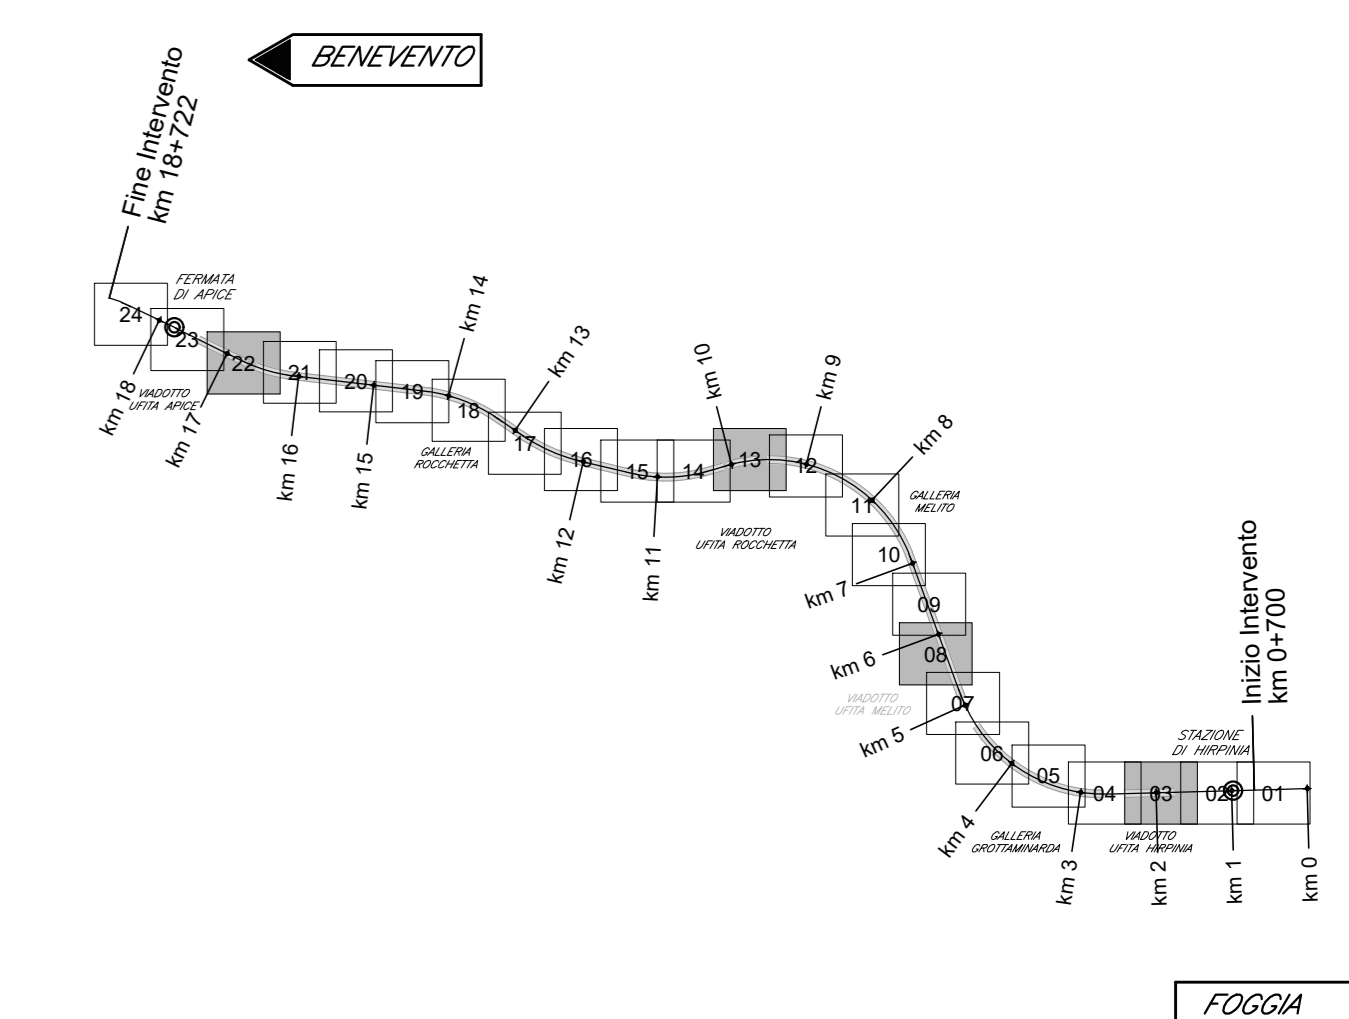 BENEVENTO
Fine Intervento
km 18+722
FERMATA
DI APICE
24
23
22
21
20
19
18
17
16
15
14
13
12
11
10
09
08
07
06
05
04
03
02
01
km 18
VIADOTTO
UFITA APICE
km 17
km 16
km 15
km 14
km 13
GALLERIA
ROCCHETTA
km 12
km 11
km 10
VIADOTTO
UFITA ROCCHETTA
km 9
km 8
GALLERIA
MELITO
km 7
km 6
VIADOTTO
UFITA MELITO
km 5
km 4
GALLERIA
GROTTAMINARDA
km 3
VIADOTTO
UFITA HIRPINIA
km 2
STAZIONE
DI HIRPINIA
km 1
km 0
Inizio Intervento
km 0+700
FOGGIA